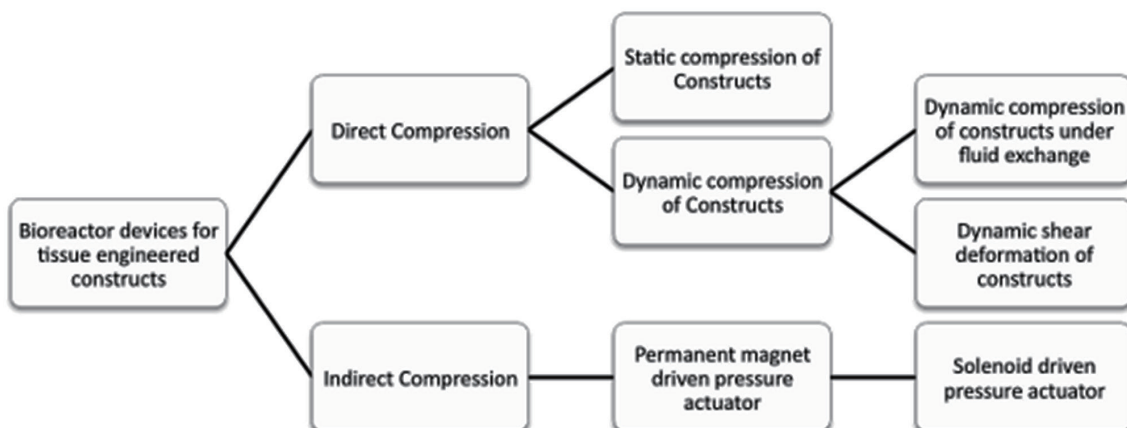 Bioreactor devices for
tissue engineered
constructs
Direct Compression
Indirect Compression
Static compression of
Constructs
Dynamic compression
of Constructs
Permanent magnet
driven pressure
actuator
Dynamic compression
of constructs under
fluid exchange
Dynamic shear
deformation of
constructs
Solenoid driven
pressure actuator